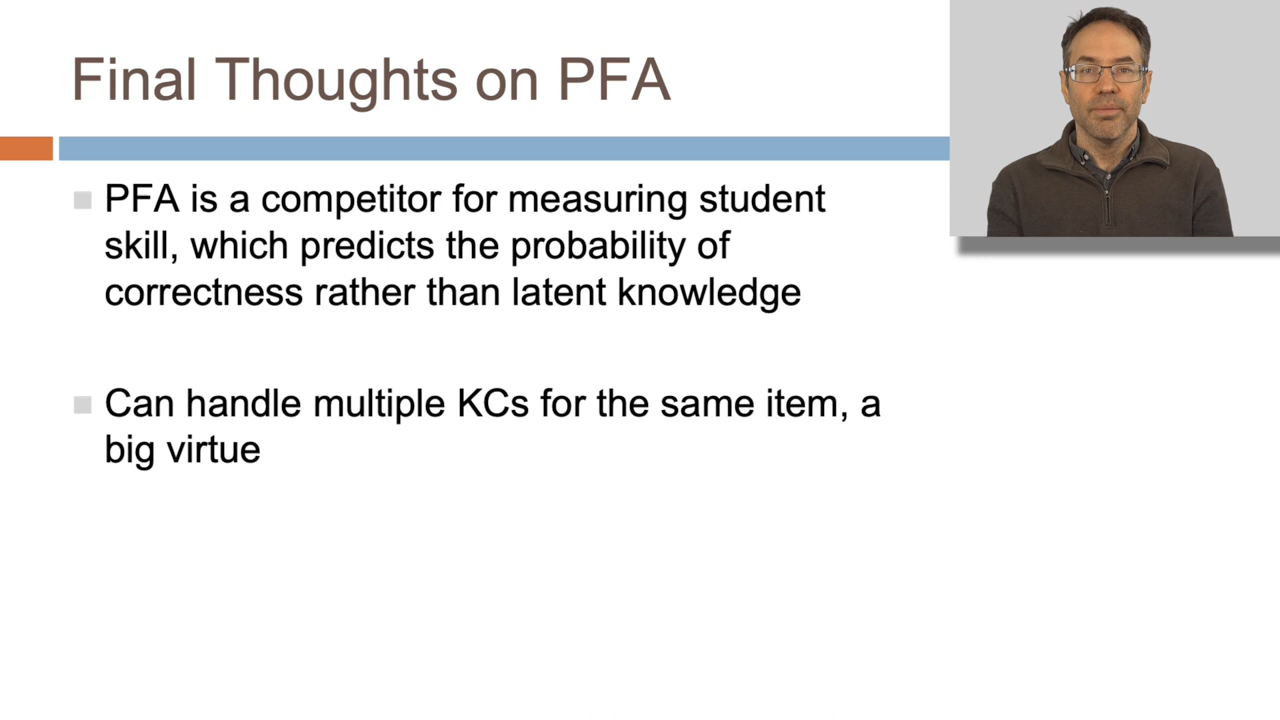 Final Thoughts on PFA
PFA is a competitor for measuring student
skill, which predicts the probability of
correctness rather than latent knowledge
Can handle multiple KCs for the same item, a
big virtue